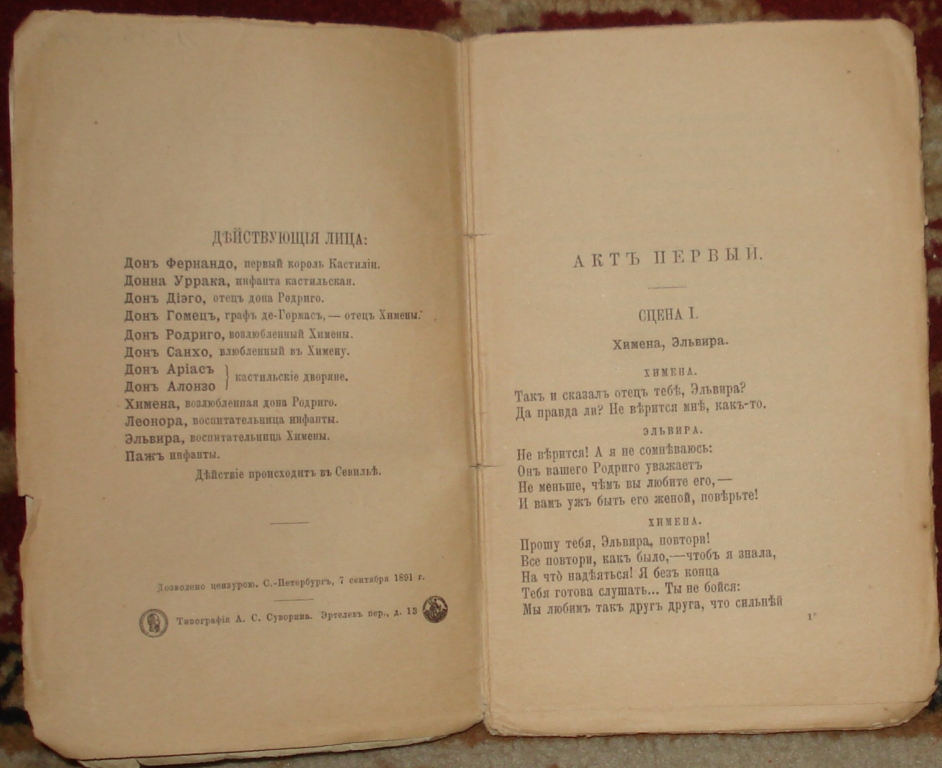 ДѢЙСТВУЮЩІЯ ЛИЦА:
Донъ Фернандо, первый король Кастиліи.
Донна Уррака, инфанта кастильская.
Донъ Діэго, отецъ дона Родриго.
Донъ Гомецъ, графъ де-Гормасъ,— отецъ Химены.
Донъ Родриго, возлюбленный Химены.
Донъ Санхо, влюбленный въ Химену.
Донъ Аріасъ
Донъ Алонзо } кастильскіе дворяне.
Химена, возлюбленная дона Родриго.
Леонора, воспитательница инфанты.
Эльвира, воспитательница Химены.
Пажъ инфанты.
Дѣйствіе происходитъ въ Севильѣ.
Дозволено цензурою. С.-Петербургъ, 7 сентября 1891 г.
Типографія А. С. Суворина. Эртелевъ пер., д. 13
АКТЪ ПЕРВЫЙ.
СЦЕНА I.
Химена, Эльвира.
ХИМЕНА.
Такъ и сказалъ отецъ тебѣ, Эльвира?
Да правда ли? Не вѣрится мнѣ, какъ-то.
ЭЛЬВИРА.
Не вѣрится! А я не сомнѣваюсь:
Онъ вашего Родриго уважаетъ
Не меньше, чѣмъ вы любите его,—
И вамъ ужъ быть его женой, повѣрьте!
ХИМЕНА.
Прошу тебя, Эльвира, повтори!
Все повтори, какъ было,—чтобъ я знала,
На что̀ надѣяться! Я безъ конца
Тебя готова слушать... Ты не бойся:
Мы любимъ такъ другъ друга, что сильнѣй
1*